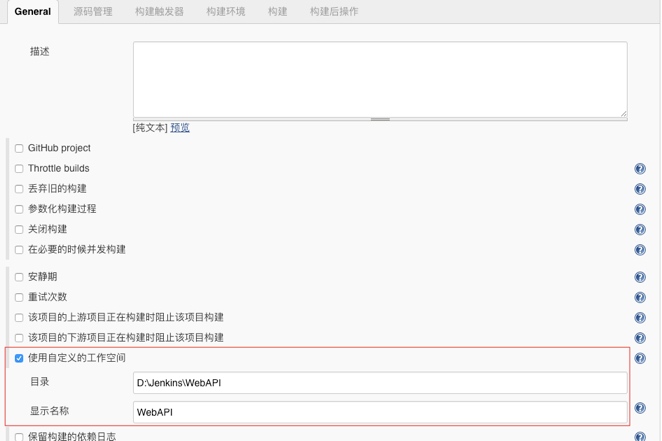 General 源码管理 构建触发器 构建环境 构建 构建后操作
描述
[纯文本] 预览
GitHub project
Throttle builds
丢弃旧的构建
参数化构建过程
关闭构建
在必要的时候并发构建
安静期
重试次数
该项目的上游项目正在构建时阻止该项目构建
该项目的下游项目正在构建时阻止该项目构建
使用自定义的工作空间
目录 D:\Jenkins\WebAPI
显示名称 WebAPI
保留构建的依赖日志